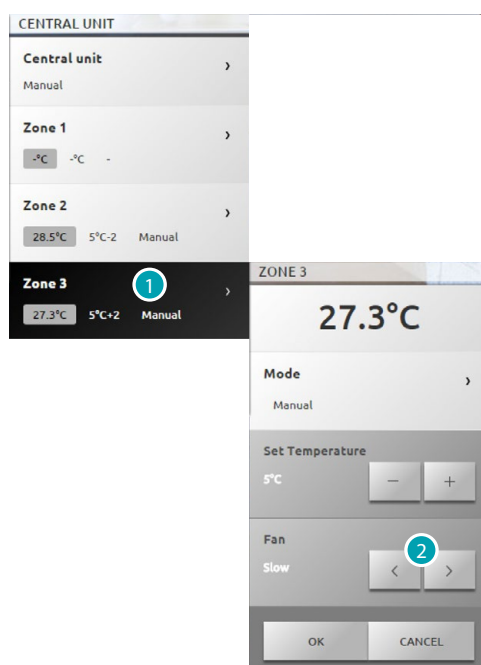 CENTRAL UNIT
Central unit
Manual
Zone 1
-°C -°C -
Zone 2
28.5°C 5°C-2 Manual
Zone 3
1
27.3°C 5°C+2 Manual
ZONE 3
27.3°C
Mode
Manual
Set Temperature
5°C
− +
Fan
2
Slow
< >
OK CANCEL